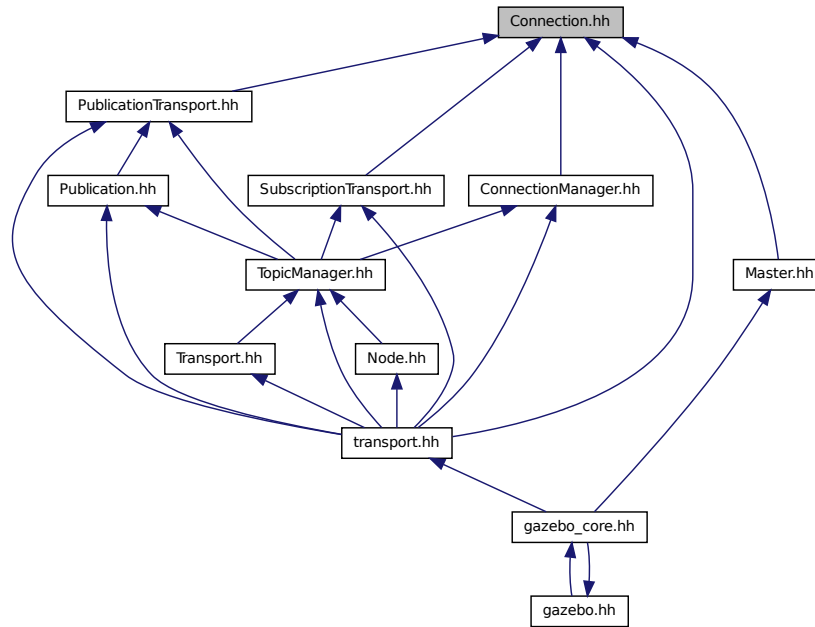 Connection.hh
PublicationTransport.hh
Publication.hh
SubscriptionTransport.hh
ConnectionManager.hh
TopicManager.hh
Master.hh
Transport.hh
Node.hh
transport.hh
gazebo_core.hh
gazebo.hh